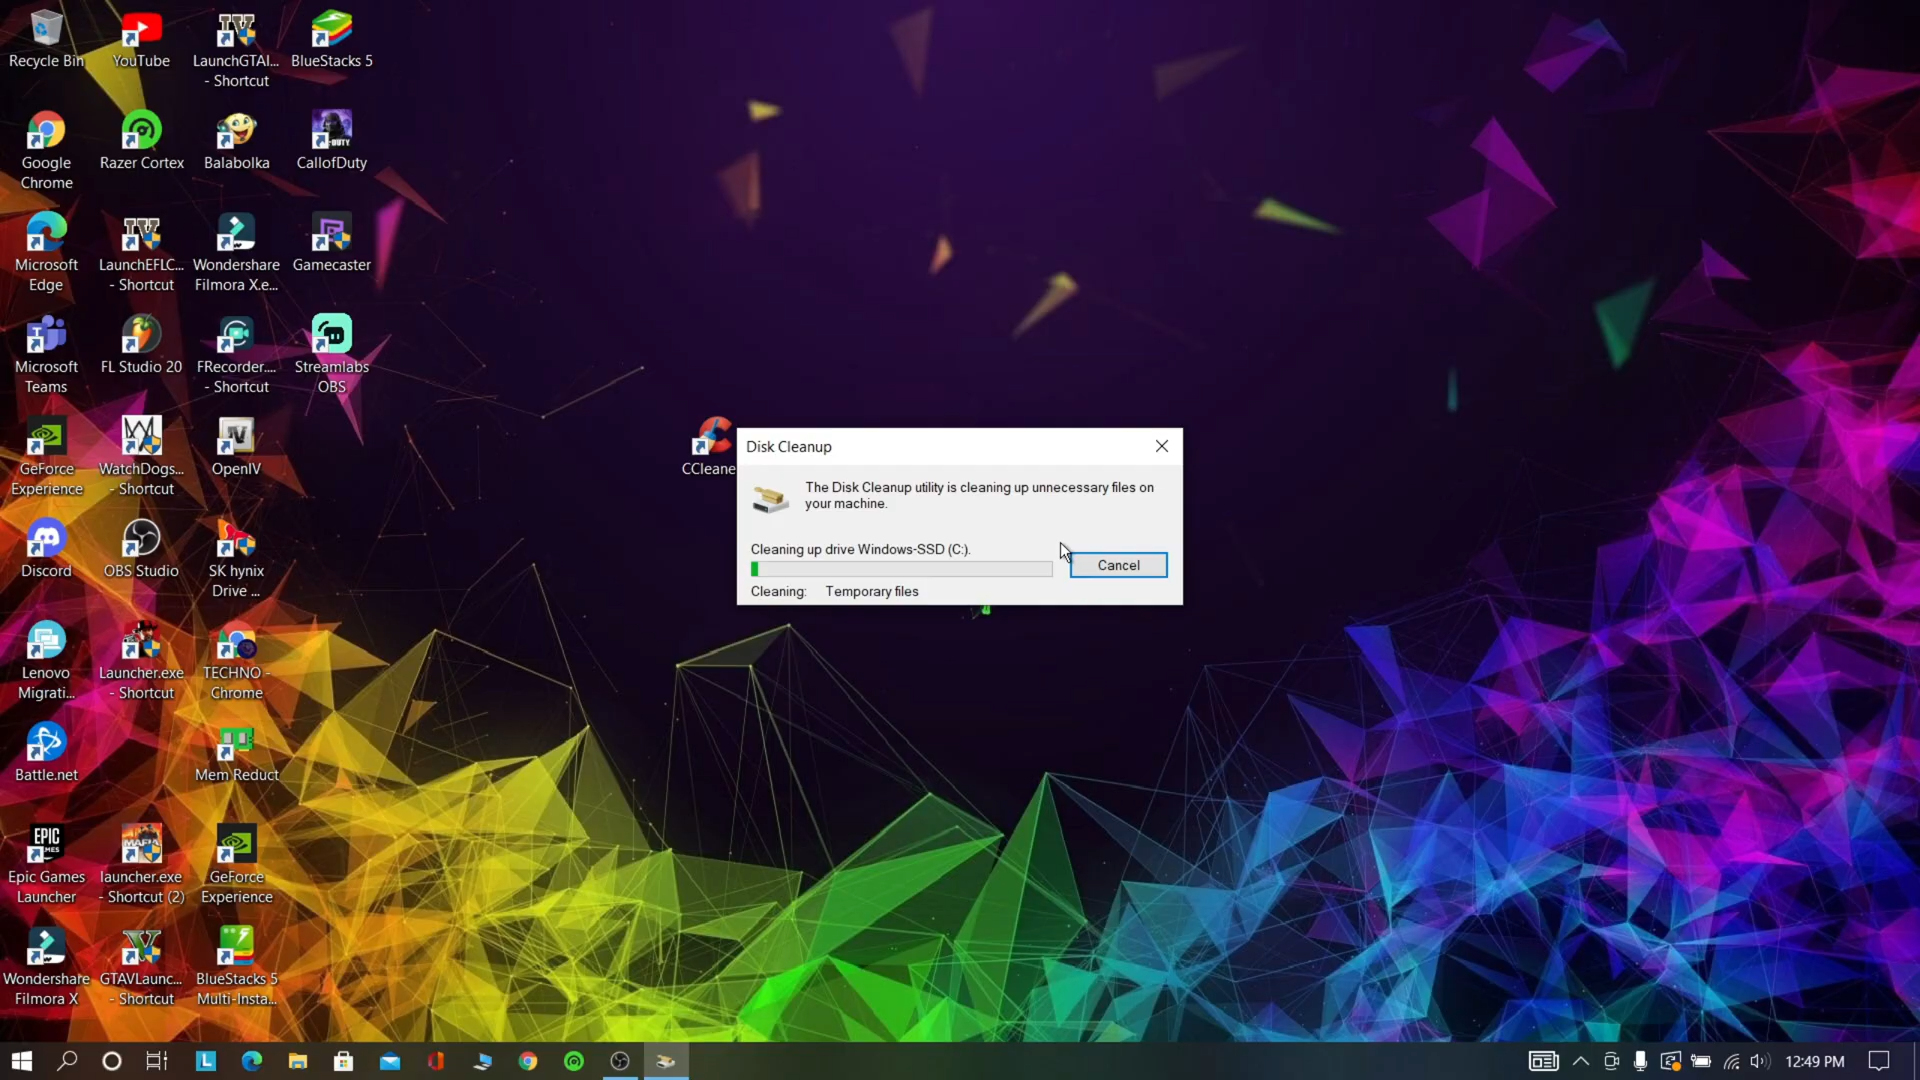 Recycle Bin
YouTube
LaunchGTAI...
- Shortcut
BlueStacks 5
Google
Chrome
Razer Cortex
Balabolka
CallofDuty
Microsoft
Edge
LaunchEFLC...
- Shortcut
Wondershare
Filmora X.e...
Gamecaster
Microsoft
Teams
FL Studio 20
FRecorder....
- Shortcut
Streamlabs
OBS
GeForce
Experience
WatchDogs...
- Shortcut
OpenIV
CCleane
Discord
OBS Studio
SK hynix
Drive ...
Lenovo
Migrati...
Launcher.exe
- Shortcut
TECHNO -
Chrome
Battle.net
Mem Reduct
EPIC
Epic Games
Launcher
launcher.exe
- Shortcut (2)
GeForce
Experience
Wondershare
Filmora X
GTAVLaunc...
- Shortcut
BlueStacks 5
Multi-Insta...
Disk Cleanup
The Disk Cleanup utility is cleaning up unnecessary files on
your machine.
Cleaning up drive Windows-SSD (C:).
Cancel
Cleaning: Temporary files
L
12:49 PM